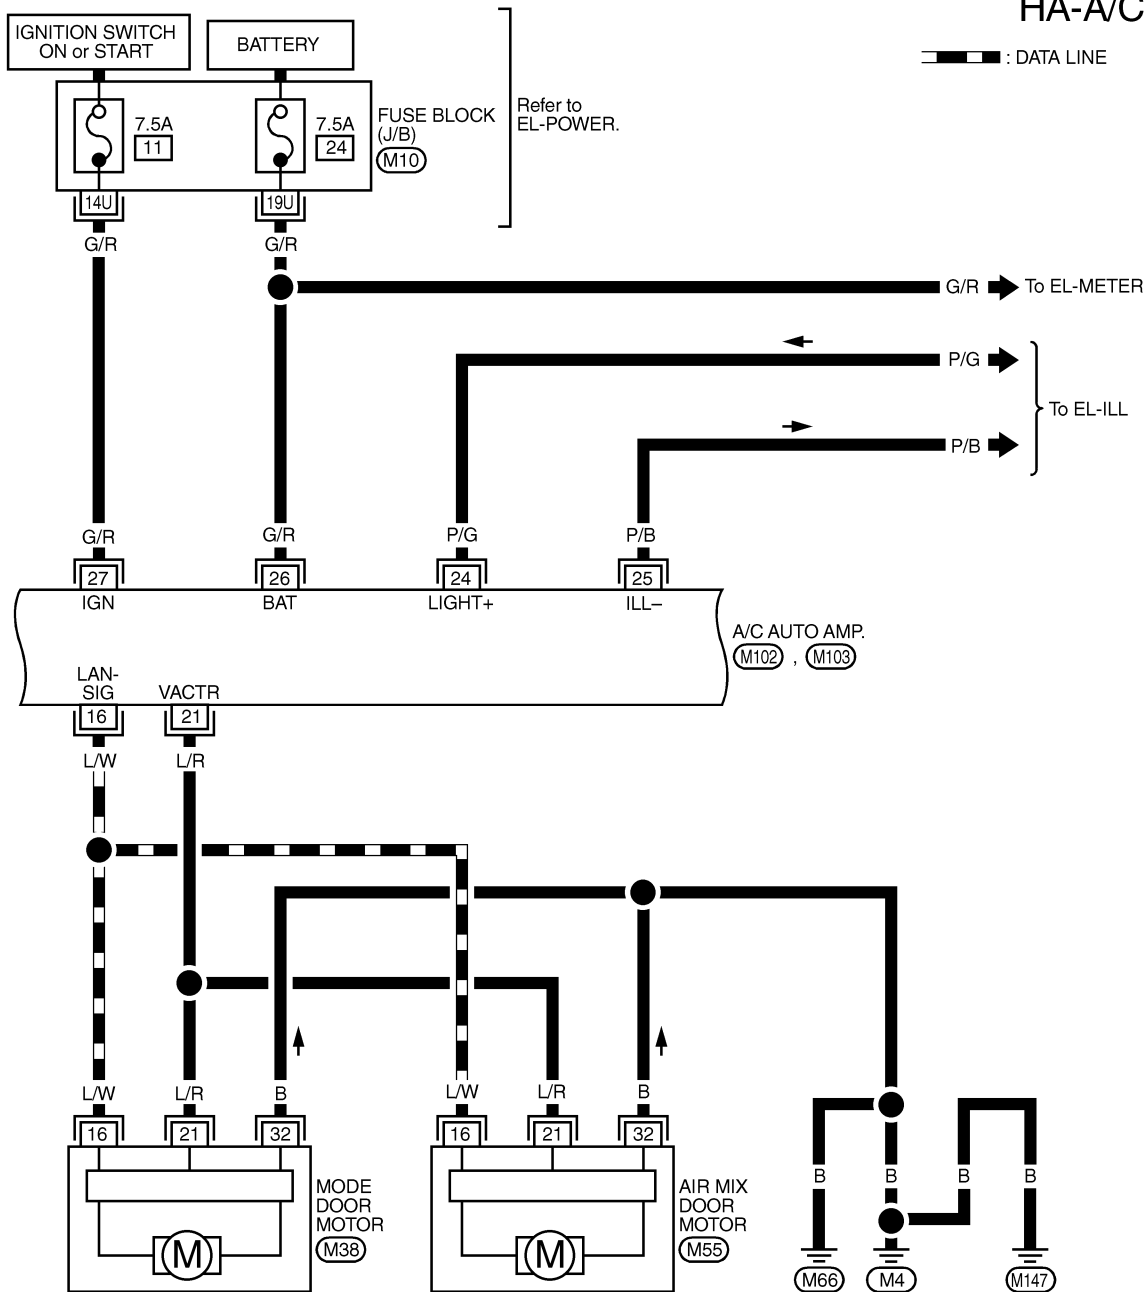 HA-A/C
IGNITION SWITCH
ON or START
BATTERY
: DATA LINE
7.5A
11
7.5A
24
FUSE BLOCK
(J/B)
M10
Refer to
EL-POWER.
14U
19U
G/R
G/R
G/R
To EL-METER
P/G
To EL-ILL
P/B
G/R
G/R
P/G
P/B
27
26
24
25
IGN
BAT
LIGHT+
ILL–
A/C AUTO AMP.
M102 , M103
LAN-
SIG
VACTR
16
21
L/W
L/R
L/W
L/R
B
L/W
L/R
B
16
21
32
16
21
32
B
B
B
B
MODE
DOOR
MOTOR
M38
M
AIR MIX
DOOR
MOTOR
M55
M
M66
M4
M147